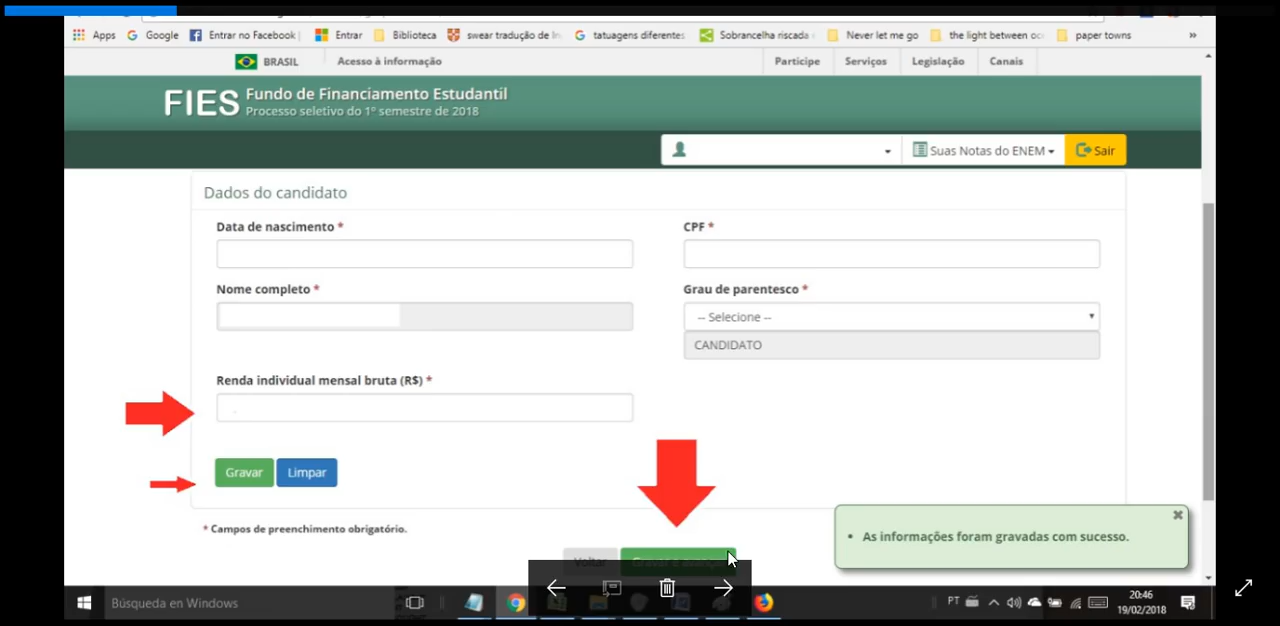 Apps Google Entrar no Facebook Entrar Biblioteca swear tradução de In tatuagens diferentes Sobrancelha riscada Never let me go the light between oc paper towns »
BRASIL Acesso à informação Participe Serviços Legislação Canais
FIES Fundo de Financiamento Estudantil
Processo seletivo do 1º semestre de 2018
Suas Notas do ENEM Sair
Dados do candidato
Data de nascimento * CPF *
Nome completo * Grau de parentesco *
-- Selecione --
CANDIDATO
Renda individual mensal bruta (R$) *
Gravar Limpar
* Campos de preenchimento obrigatório.
• As informações foram gravadas com sucesso.
Voltar Gravar e avançar
Búsqueda en Windows PT 20:46
19/02/2018